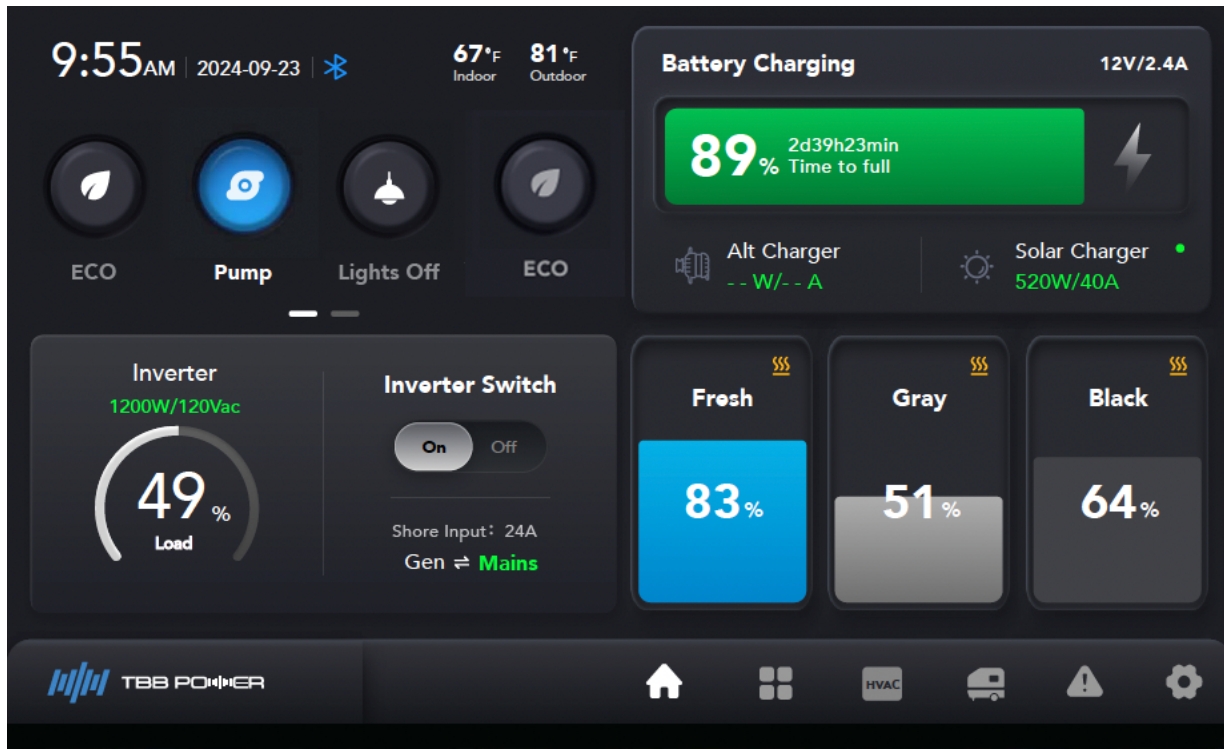 9:55AM | 2024-09-23
67°F 81°F
Indoor Outdoor
ECO Pump Lights Off ECO
Battery Charging 12V/2.4A
89% 2d39h23min
Time to full
Alt Charger
- - W/- - A
Solar Charger
520W/40A
Inverter
1200W/120Vac
49%
Load
Inverter Switch
On Off
Shore Input: 24A
Gen ⇌ Mains
Fresh
83%
Gray
51%
Black
64%
TBB POWER
HVAC